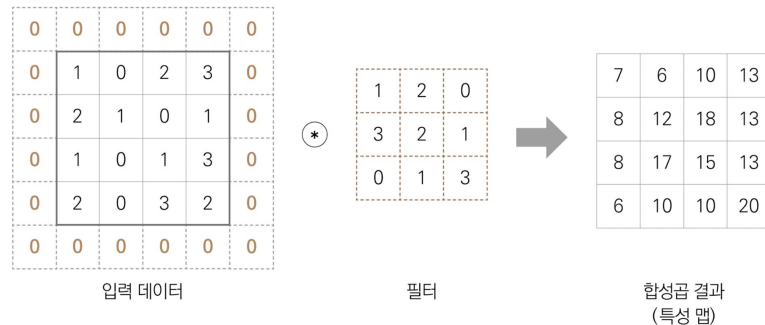 0 0 0 0 0 0
0 1 0 2 3 0
0 2 1 0 1 0
0 1 0 1 3 0
0 2 0 3 2 0
0 0 0 0 0 0
*
1 2 0
3 2 1
0 1 3
7 6 10 13
8 12 18 13
8 17 15 13
6 10 10 20
입력 데이터
필터
합성곱 결과
(특성 맵)